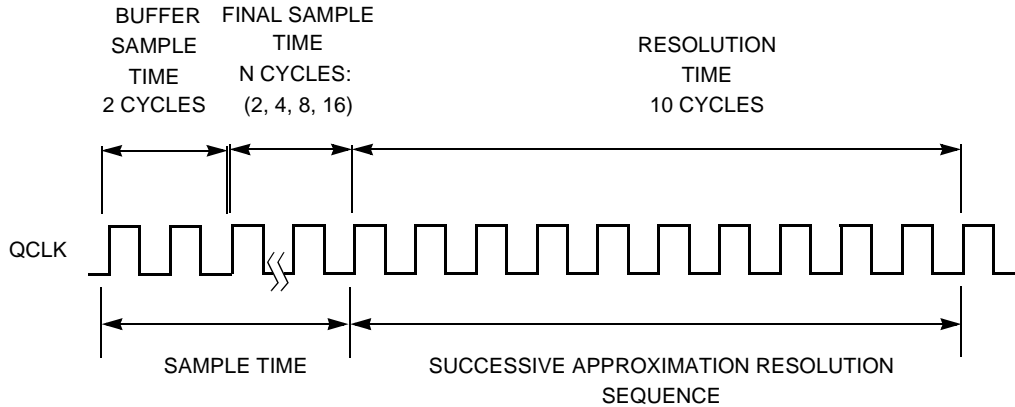 BUFFER
SAMPLE
TIME
2 CYCLES
FINAL SAMPLE
TIME
N CYCLES:
(2, 4, 8, 16)
RESOLUTION
TIME
10 CYCLES
QCLK
SAMPLE TIME
SUCCESSIVE APPROXIMATION RESOLUTION
SEQUENCE